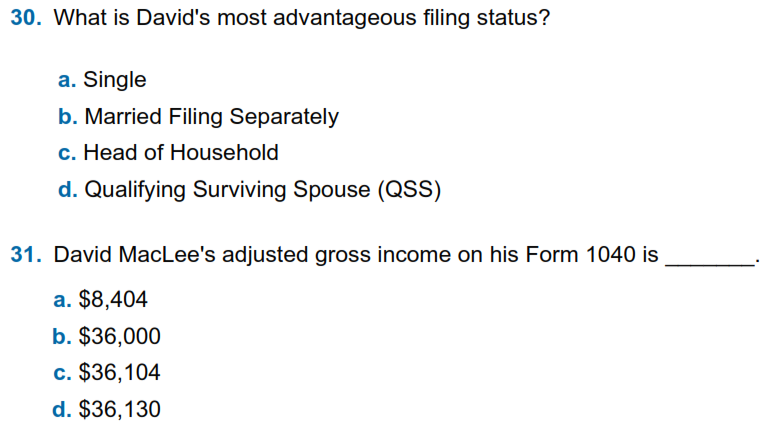 30. What is David's most advantageous filing status?
a. Single
b. Married Filing Separately
c. Head of Household
d. Qualifying Surviving Spouse (QSS)
31. David MacLee's adjusted gross income on his Form 1040 is _______.
a. $8,404
b. $36,000
c. $36,104
d. $36,130